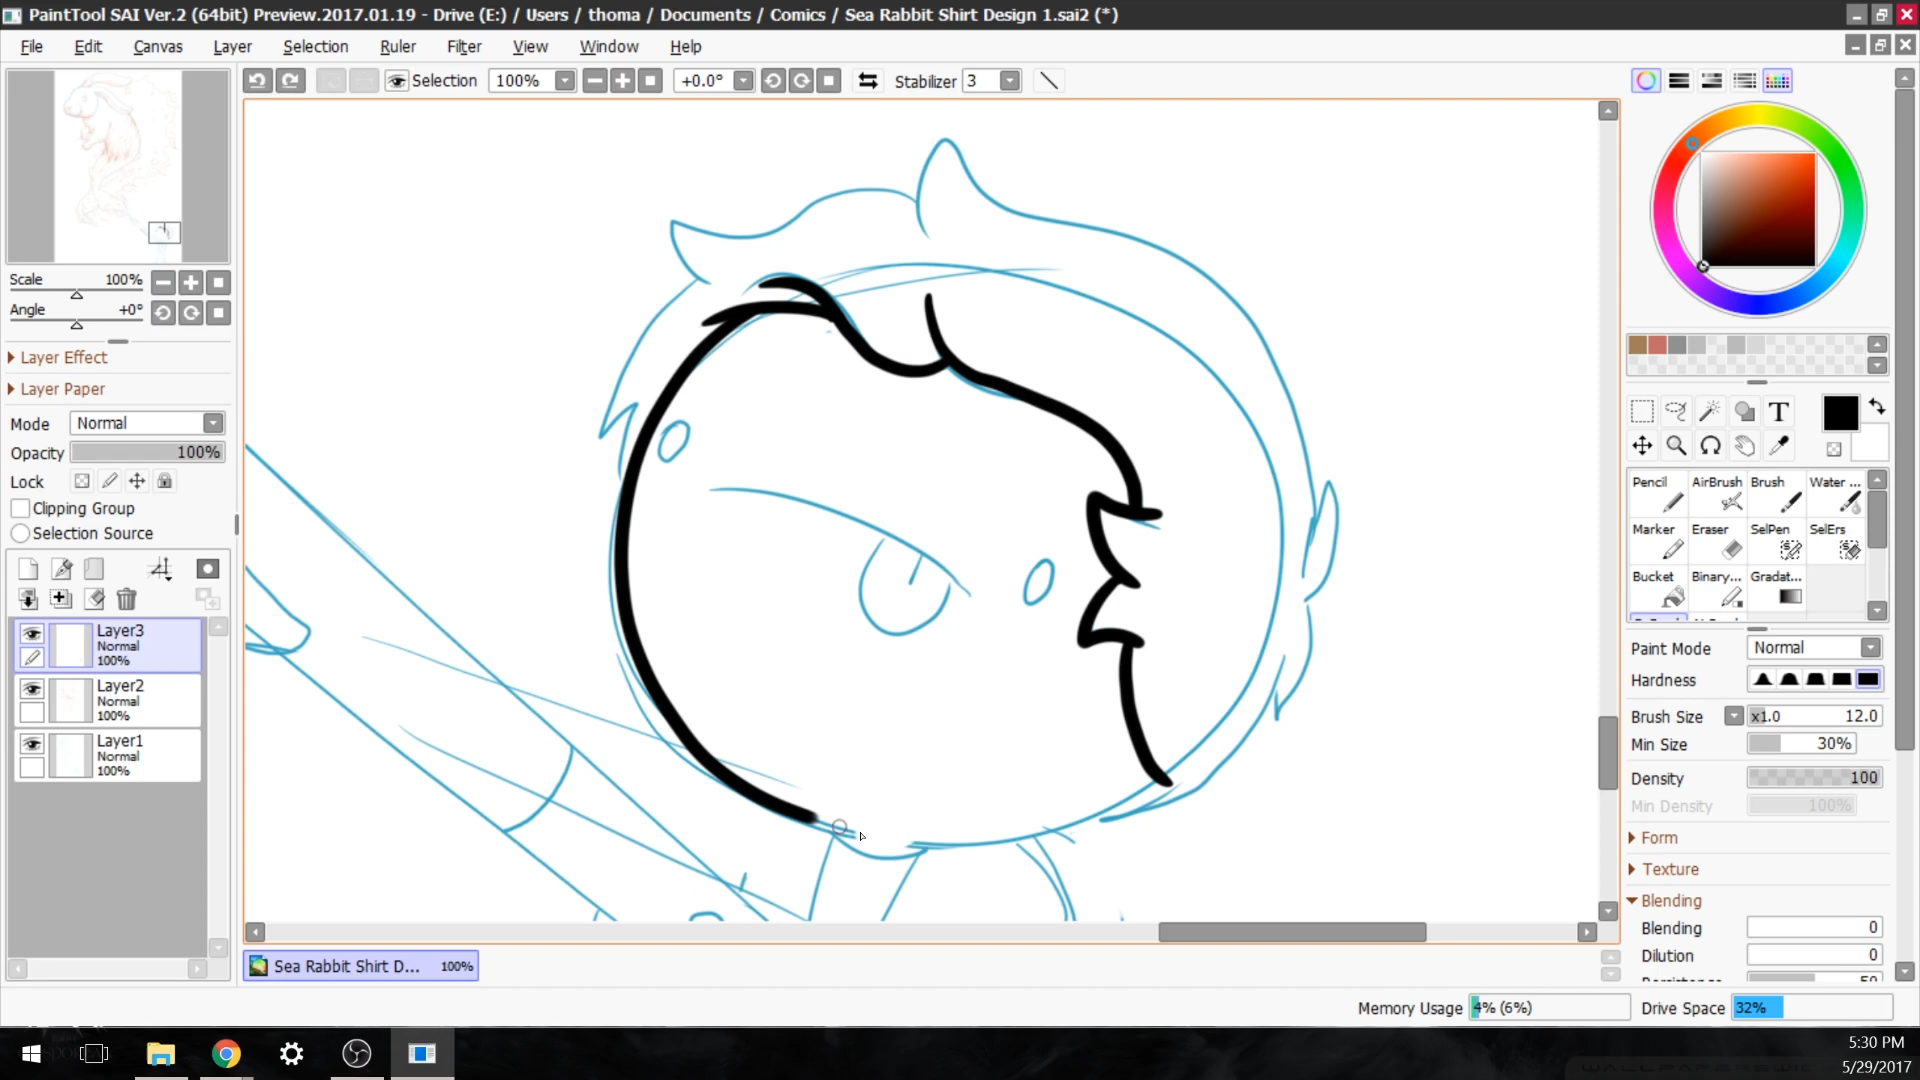 PaintTool SAI Ver.2 (64bit) Preview.2017.01.19 - Drive (E:) / Users / thoma / Documents / Comics / Sea Rabbit Shirt Design 1.sai2 (*)
File Edit Canvas Layer Selection Ruler Filter View Window Help
Selection 100% +0.0° Stabilizer 3
Scale 100%
Angle +0°
Layer Effect
Layer Paper
Mode Normal
Opacity 100%
Lock
Clipping Group
Selection Source
Layer3
Normal
100%
Layer2
Normal
100%
Layer1
Normal
100%
T
Pencil AirBrush Brush Water ...
Marker Eraser SelPen SelErs
Bucket Binary... Gradat...
Paint Mode Normal
Hardness
Brush Size x1.0 12.0
Min Size 30%
Density 100
Min Density 100%
Form
Texture
Blending
Blending 0
Dilution 0
Sea Rabbit Shirt D... 100%
Memory Usage 4% (6%) Drive Space 32%
5:30 PM
5/29/2017